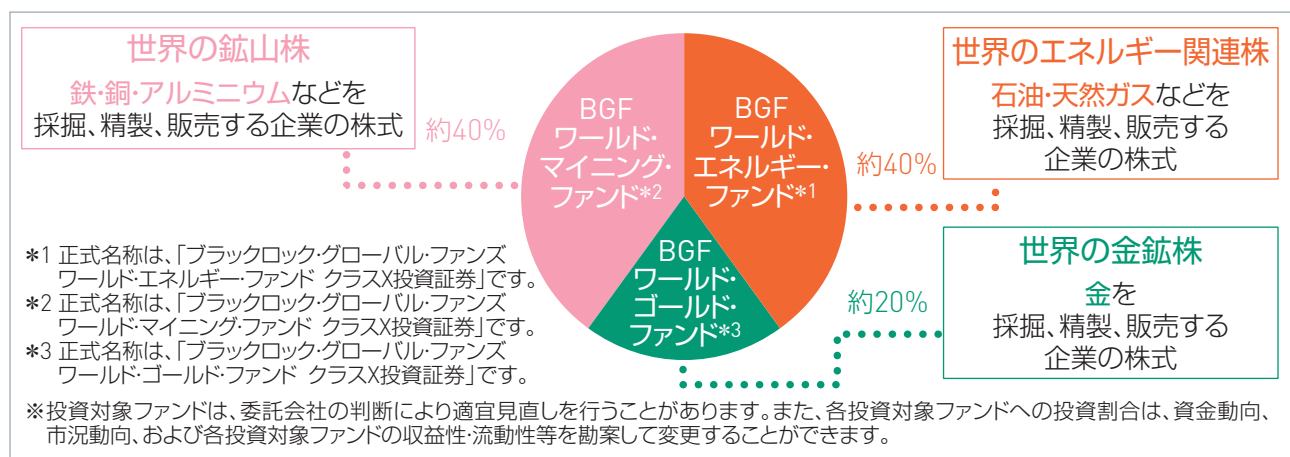 世界の鉱山株
鉄・銅・アルミニウムなどを
採掘、精製、販売する企業の株式
約40%
BGF
ワールド・
マイニング・
ファンド*2
BGF
ワールド・
エネルギー・
ファンド*1
約40%
世界のエネルギー関連株
石油・天然ガスなどを
採掘、精製、販売する
企業の株式
BGF
ワールド・
ゴールド・
ファンド*3
約20%
世界の金鉱株
金を
採掘、精製、販売する
企業の株式
*1 正式名称は、「ブラックロック・グローバル・ファンズ
ワールド・エネルギー・ファンド クラスX投資証券」です。
*2 正式名称は、「ブラックロック・グローバル・ファンズ
ワールド・マイニング・ファンド クラスX投資証券」です。
*3 正式名称は、「ブラックロック・グローバル・ファンズ
ワールド・ゴールド・ファンド クラスX投資証券」です。
※投資対象ファンドは、委託会社の判断により適宜見直しを行うことがあります。また、各投資対象ファンドへの投資割合は、資金動向、
市況動向、および各投資対象ファンドの収益性・流動性等を勘案して変更することができます。